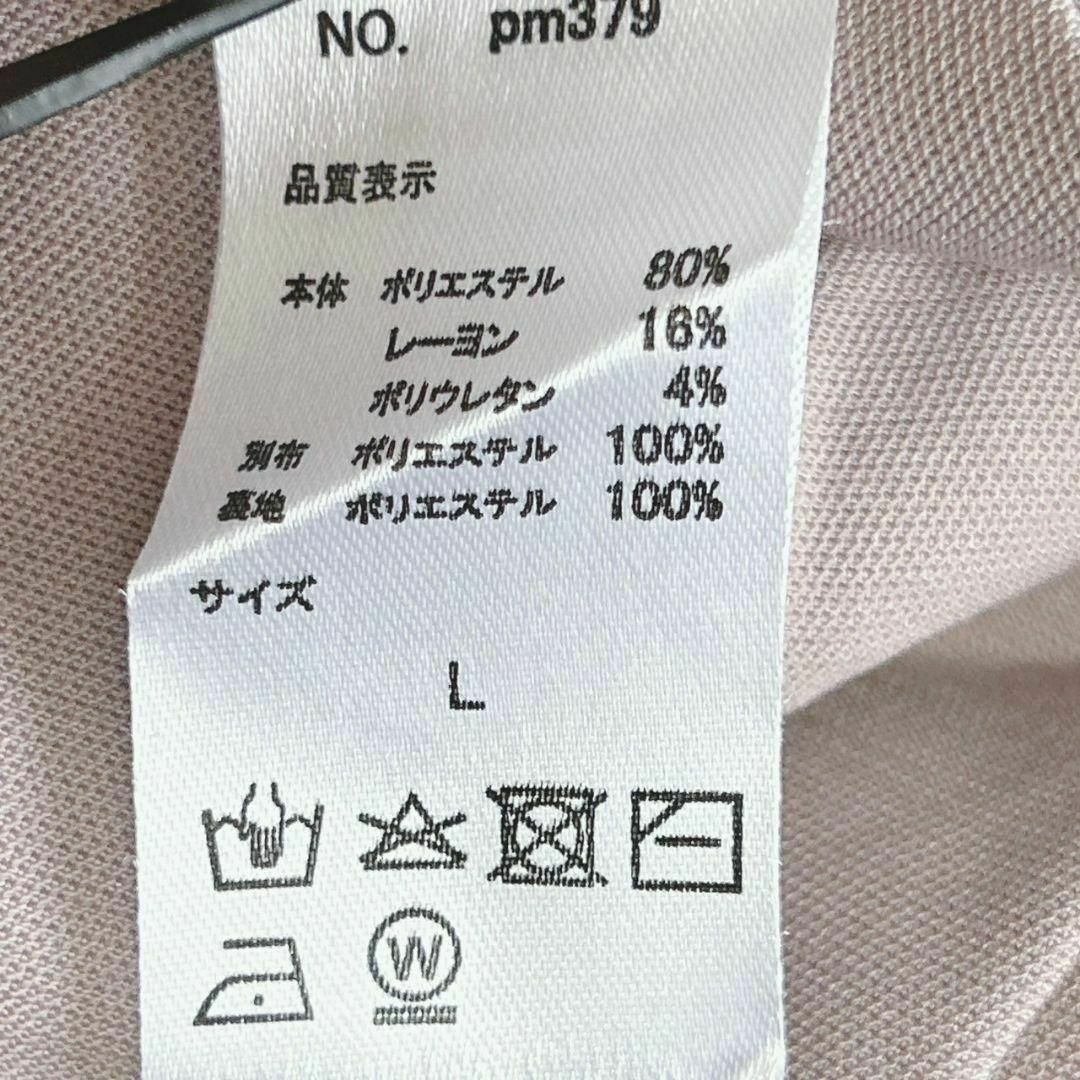 NO. pm379
品質表示
本体 ポリエステル 80%
レーヨン 16%
ポリウレタン 4%
別布 ポリエステル 100%
裏地 ポリエステル 100%
サイズ
L
W